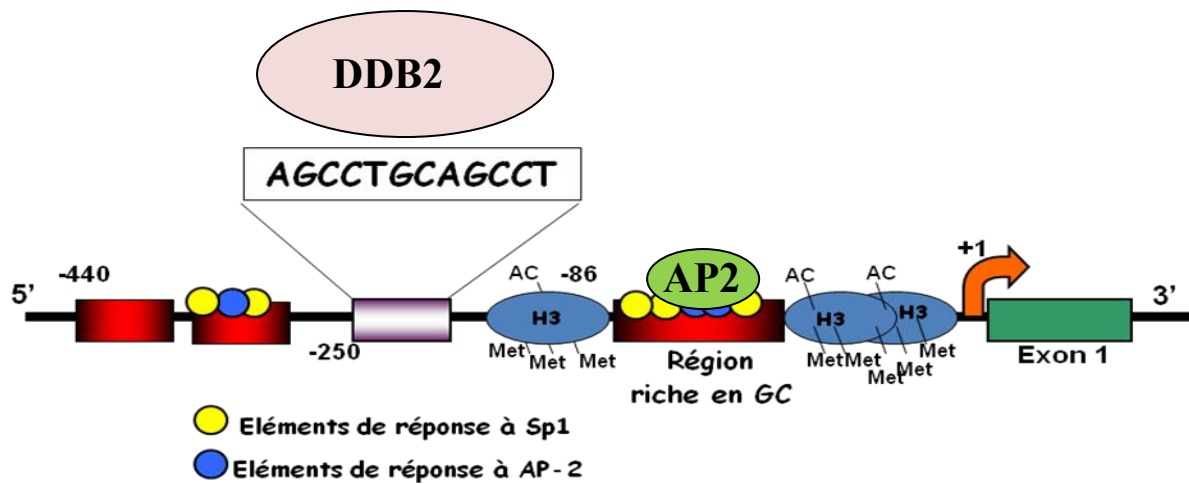 DDB2
AGCCTGCAGCCT
+1
-440
AC
-86
AP2
AC
AC
5'
3'
H3
H3
H3
-250
Met
Met
Met
Met
Met
Met
Met
Met
Exon 1
Région
riche en GC
Eléments de réponse à Sp1
Eléments de réponse à AP-2